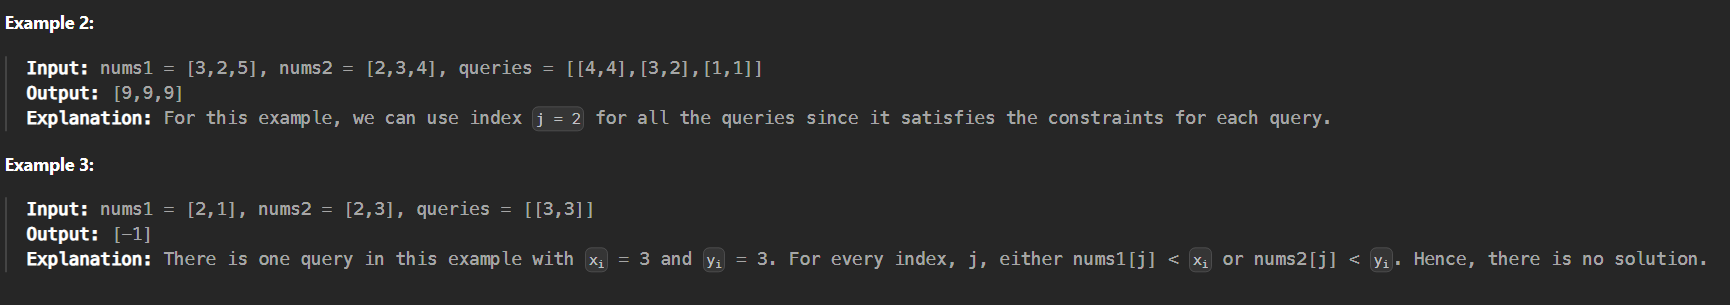 Example 2:
Input: nums1 = [3,2,5], nums2 = [2,3,4], queries = [[4,4],[3,2],[1,1]]
Output: [9,9,9]
Explanation: For this example, we can use index j = 2 for all the queries since it satisfies the constraints for each query.
Example 3:
Input: nums1 = [2,1], nums2 = [2,3], queries = [[3,3]]
Output: [-1]
Explanation: There is one query in this example with xᵢ = 3 and yᵢ = 3. For every index, j, either nums1[j] < xᵢ or nums2[j] < yᵢ. Hence, there is no solution.